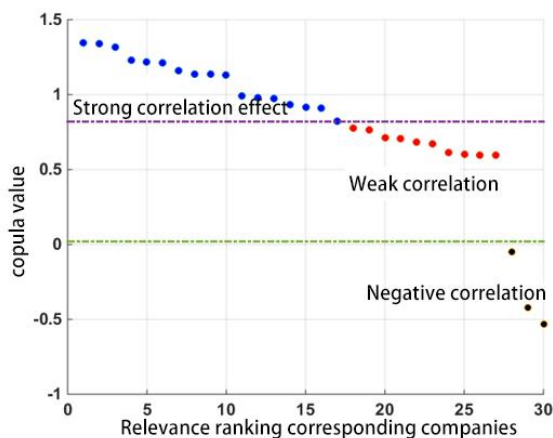 1.5
1
Strong correlation effect
0.5
Weak correlation
0
Negative correlation
-0.5
-1
copula value
0 5 10 15 20 25 30
Relevance ranking corresponding companies